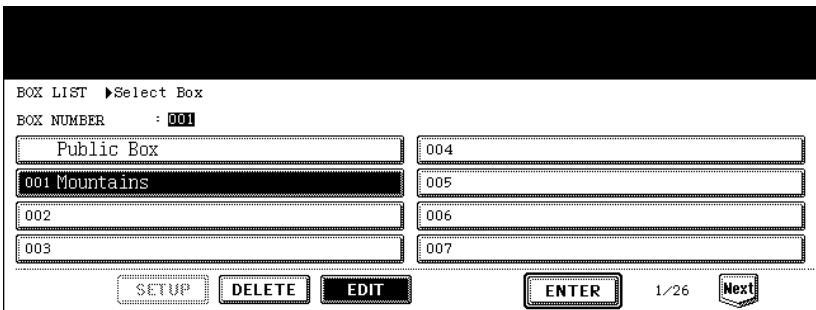 BOX LIST ▶Select Box
BOX NUMBER : 001
Public Box
001 Mountains
002
003
004
005
006
007
SETUP DELETE EDIT ENTER 1/26 Next